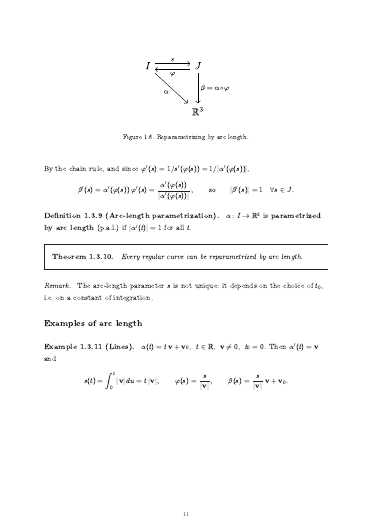 I s J
φ
α β = α∘φ
ℝ³
Figure 1.6. Reparametrizing by arc length.
By the chain rule, and since φ′(s) = 1/s′(φ(s)) = 1/|α′(φ(s))|,
β′(s) = α′(φ(s)) φ′(s) = α′(φ(s)) / |α′(φ(s))|, so |β′(s)| = 1 ∀s ∈ J.
Definition 1.3.9 (Arc-length parametrization). α: I → ℝ³ is parametrized
by arc length (p.a.l.) if |α′(t)| = 1 for all t.
Theorem 1.3.10. Every regular curve can be reparametrized by arc length.
Remark. The arc-length parameter s is not unique: it depends on the choice of t₀,
i.e. on a constant of integration.
Examples of arc length
Example 1.3.11 (Lines). α(t) = t v + v₀, t ∈ ℝ, v ≠ 0, t₀ = 0. Then α′(t) = v
and
s(t) = ∫₀ᵗ |v| du = t |v|, φ(s) = s/|v|, β(s) = s/|v| v + v₀.
11